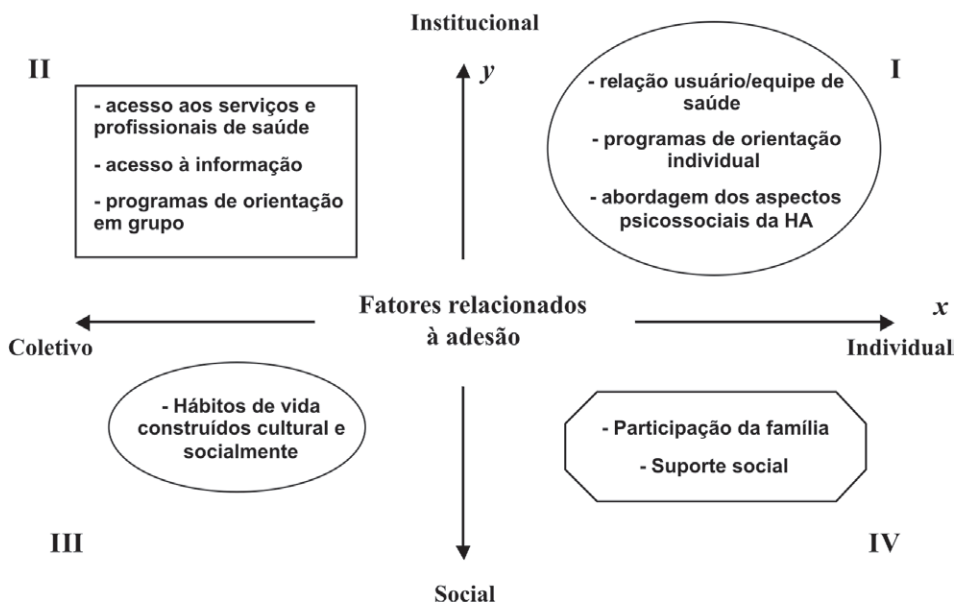 Institucional
II
y
I
- acesso aos serviços e
profissionais de saúde
- acesso à informação
- programas de orientação
em grupo
- relação usuário/equipe de
saúde
- programas de orientação
individual
- abordagem dos aspectos
psicossociais da HA
Fatores relacionados
à adesão
x
Coletivo
Individual
- Hábitos de vida
construídos cultural e
socialmente
- Participação da família
- Suporte social
III
IV
Social